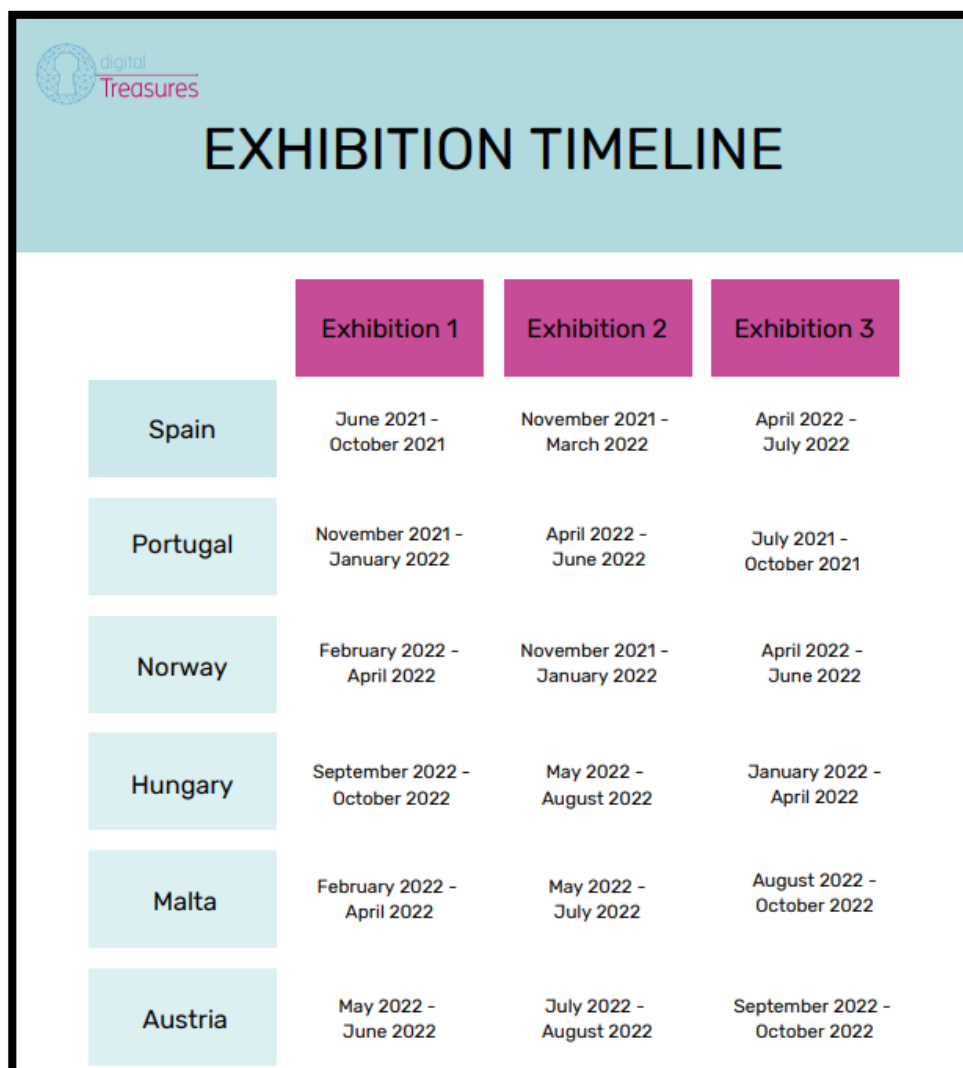 digital
Treasures
EXHIBITION TIMELINE
Exhibition 1 Exhibition 2 Exhibition 3
Spain
June 2021 -
October 2021
November 2021 -
March 2022
April 2022 -
July 2022
Portugal
November 2021 -
January 2022
April 2022 -
June 2022
July 2021 -
October 2021
Norway
February 2022 -
April 2022
November 2021 -
January 2022
April 2022 -
June 2022
Hungary
September 2022 -
October 2022
May 2022 -
August 2022
January 2022 -
April 2022
Malta
February 2022 -
April 2022
May 2022 -
July 2022
August 2022 -
October 2022
Austria
May 2022 -
June 2022
July 2022 -
August 2022
September 2022 -
October 2022